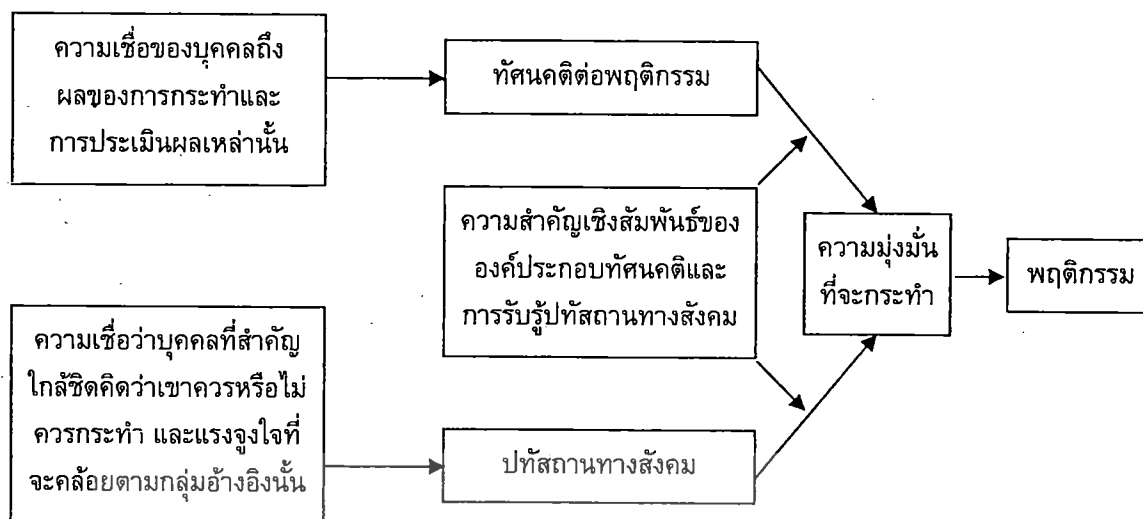 ความเชื่อของบุคคลถึง
ผลของการกระทำและ
การประเมินผลเหล่านั้น
ทัศนคติต่อพฤติกรรม
ความสำคัญเชิงสัมพันธ์ของ
องค์ประกอบทัศนคติและ
การรับรู้ปทัสถานทางสังคม
ความมุ่งมั่น
ที่จะกระทำ
พฤติกรรม
ความเชื่อว่าบุคคลที่สำคัญ
ใกล้ชิดคิดว่าเขาควรหรือไม่
ควรกระทำ และแรงจูงใจที่
จะคล้อยตามกลุ่มอ้างอิงนั้น
ปทัสถานทางสังคม